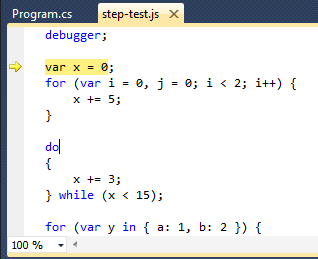 Program.cs step-test.js
debugger;
var x = 0;
for (var i = 0, j = 0; i < 2; i++) {
x += 5;
}
do
{
x += 3;
} while (x < 15);
for (var y in { a: 1, b: 2 }) {
100 %